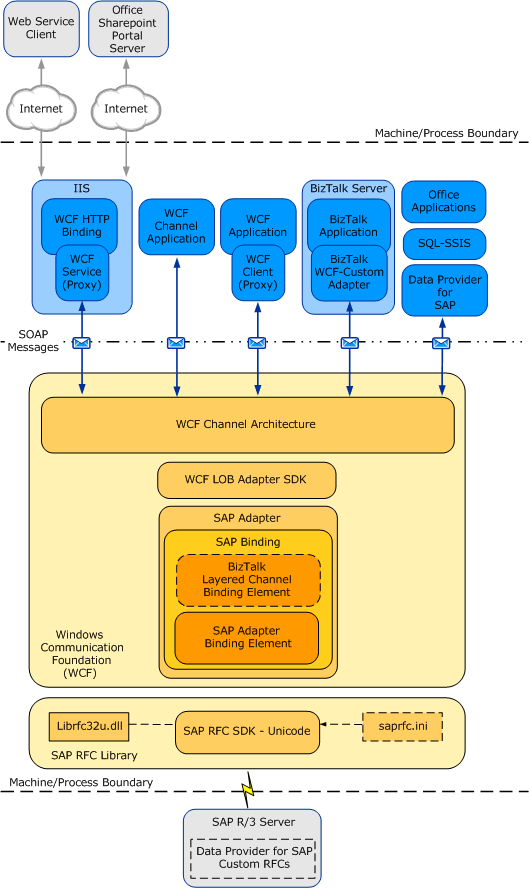 Web Service
Client
Office
Sharepoint
Portal
Server
Internet
Internet
Machine/Process Boundary
IIS
WCF HTTP
Binding
WCF
Service
(Proxy)
WCF
Channel
Application
WCF
Application
WCF
Client
(Proxy)
BizTalk Server
BizTalk
Application
BizTalk
WCF-Custom
Adapter
Office
Applications
SQL-SSIS
Data Provider
for
SAP
SOAP
Messages
WCF Channel Architecture
WCF LOB Adapter SDK
SAP Adapter
SAP Binding
BizTalk
Layered Channel
Binding Element
SAP Adapter
Binding Element
Windows
Communication
Foundation
(WCF)
Librfc32u.dll
SAP RFC SDK - Unicode
saprfc.ini
SAP RFC Library
Machine/Process Boundary
SAP R/3 Server
Data Provider for SAP
Custom RFCs